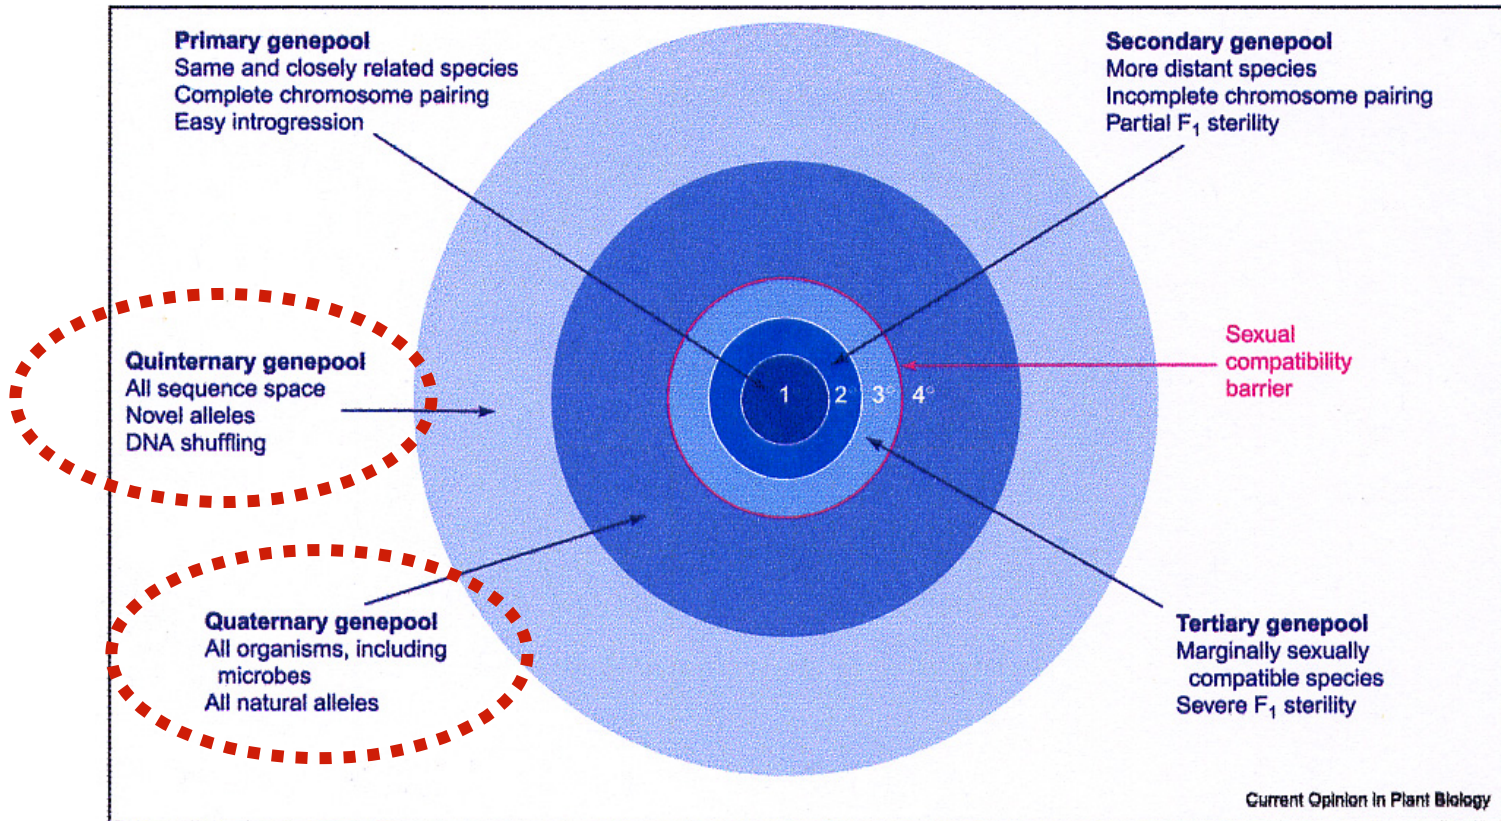 Primary genepool
Same and closely related species
Complete chromosome pairing
Easy introgression
Secondary genepool
More distant species
Incomplete chromosome pairing
Partial F₁ sterility
Sexual
compatibility
barrier
Quinternary genepool
All sequence space
Novel alleles
DNA shuffling
1 2 3° 4°
Quaternary genepool
All organisms, including
microbes
All natural alleles
Tertiary genepool
Marginally sexually
compatible species
Severe F₁ sterility
Current Opinion in Plant Biology